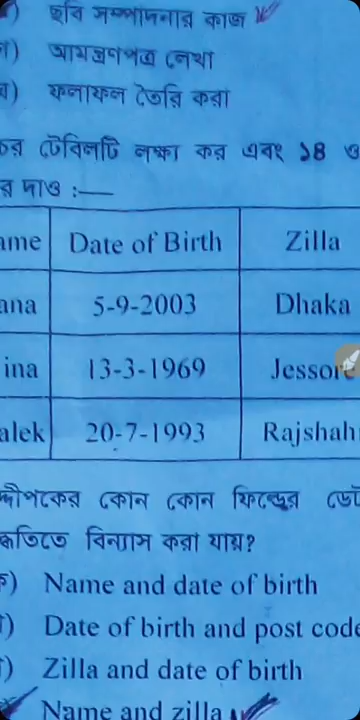 ছবি সম্পাদনার কাজ
আমন্ত্রণপত্র লেখা
ফলাফল তৈরি করা
টেবিলটি লক্ষ্য কর এবং ১৪ ও
দাও :—
Date of Birth Zilla
5-9-2003 Dhaka
13-3-1969 Jessore
20-7-1993 Rajshahi
কোন কোন ফিল্ডের
বিন্যাস করা যায়?
Name and date of birth
Date of birth and post code
Zilla and date of birth
Name and zilla